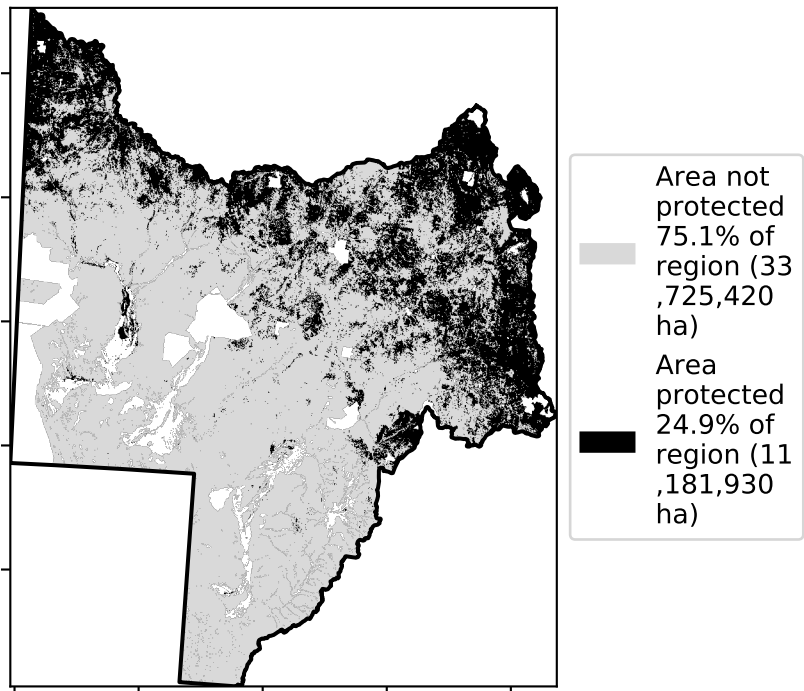 Area not
protected
75.1% of
region (33
,725,420
ha)
Area
protected
24.9% of
region (11
,181,930
ha)